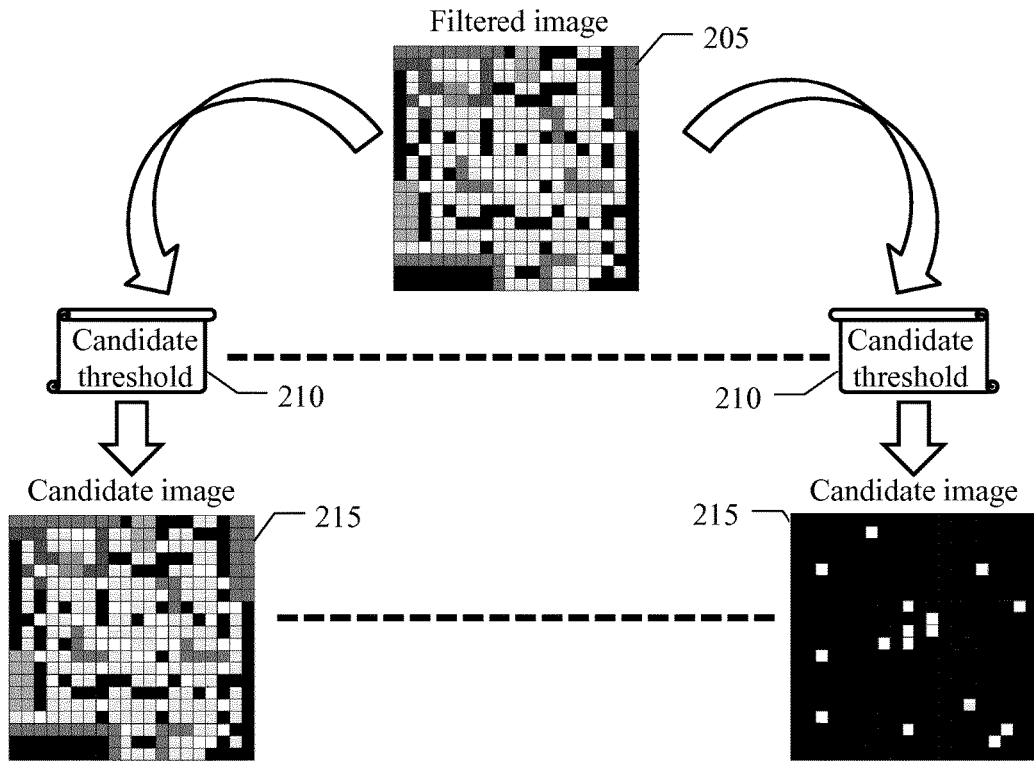 Filtered image
205
Candidate
threshold
210
Candidate
threshold
210
Candidate image
215
Candidate image
215